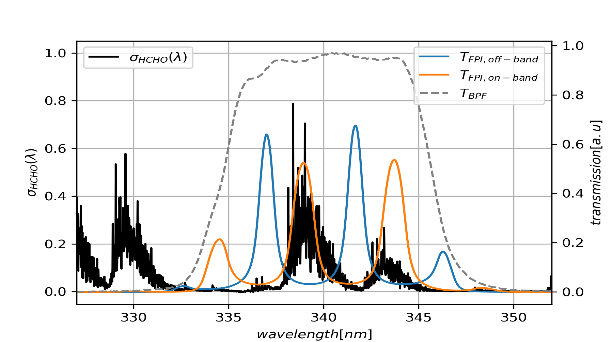 σHCHO(λ)
TFPI, off−band
TFPI, on−band
TBPF
1.0
0.8
0.6
0.4
0.2
0.0
σHCHO(λ)
1.0
0.8
0.6
0.4
0.2
0.0
transmission[a. u]
330
335
340
345
350
wavelength[nm]